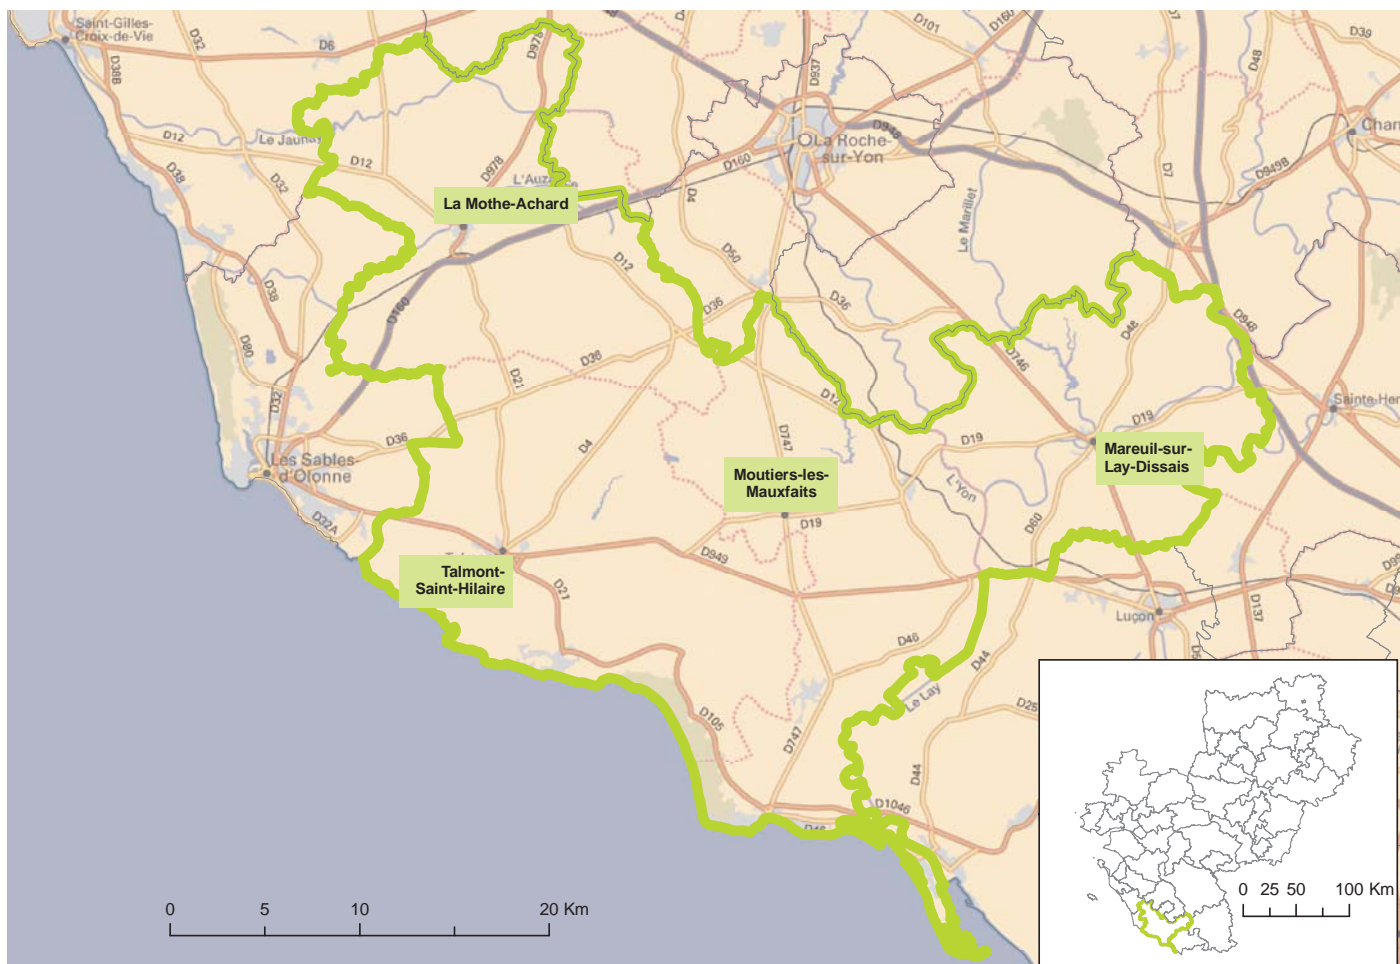 Saint-Gilles-
Croix-de-Vie
D32
D6
D38B
D978
D937
D101
D160
D7
D7
D48
D39
Le Jaunay
D12
D12
D38
D32
D978
L'Auzance
La Mothe-Achard
D160
D4
La Roche-
sur-Yon
D948
D949B
Le Marillet
D50
D12
D36
D36
D38
D160
D80
D32
D36
D21
D746
D48
D948
D36
D4
D12
D747
D19
D19
Les Sables-
d'Olonne
D32A
Moutiers-les-
Mauxfaits
D19
L'Yon
D60
Mareuil-sur-
Lay-Dissais
Talmont-
Saint-Hilaire
D949
D21
Luçon
D137
D46
D44
Le Lay
D105
D747
D44
D1046
D46
0 5 10 20 Km
0 25 50 100 Km